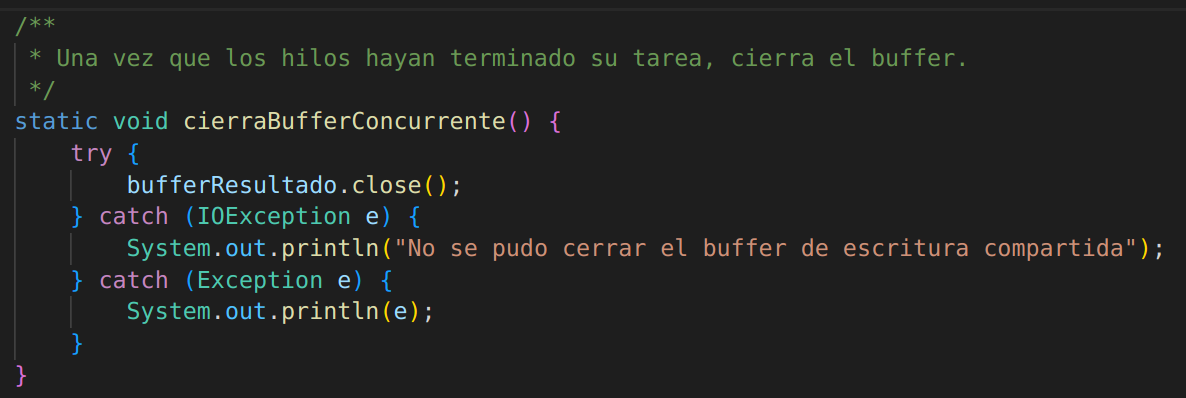 /**
 * Una vez que los hilos hayan terminado su tarea, cierra el buffer.
 */
static void cierraBufferConcurrente() {
    try {
        bufferResultado.close();
    } catch (IOException e) {
        System.out.println("No se pudo cerrar el buffer de escritura compartida");
    } catch (Exception e) {
        System.out.println(e);
    }
}